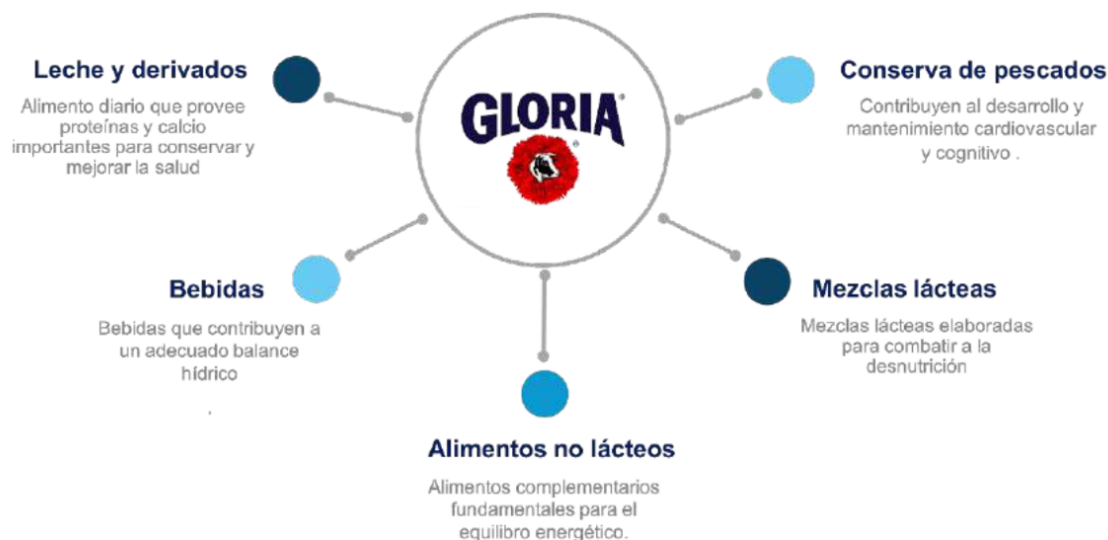 GLORIA
Leche y derivados
Alimento diario que provee
proteínas y calcio
importantes para conservar y
mejorar la salud
Conserva de pescados
Contribuyen al desarrollo y
mantenimiento cardiovascular
y cognitivo .
Bebidas
Bebidas que contribuyen a
un adecuado balance
hídrico
.
Mezclas lácteas
Mezclas lácteas elaboradas
para combatir a la
desnutrición
Alimentos no lácteos
Alimentos complementarios
fundamentales para el
equilibro energético.